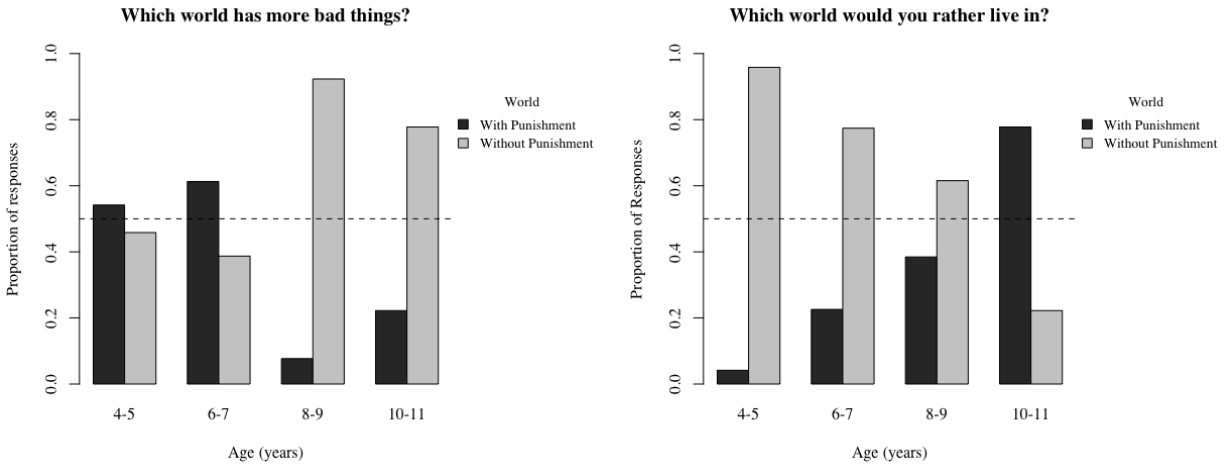 Which world has more bad things?
Proportion of responses
1.0
0.8
0.6
0.4
0.2
0.0
World
With Punishment
Without Punishment
4-5 6-7 8-9 10-11
Age (years)
Which world would you rather live in?
Proportion of Responses
1.0
0.8
0.6
0.4
0.2
0.0
World
With Punishment
Without Punishment
4-5 6-7 8-9 10-11
Age (years)